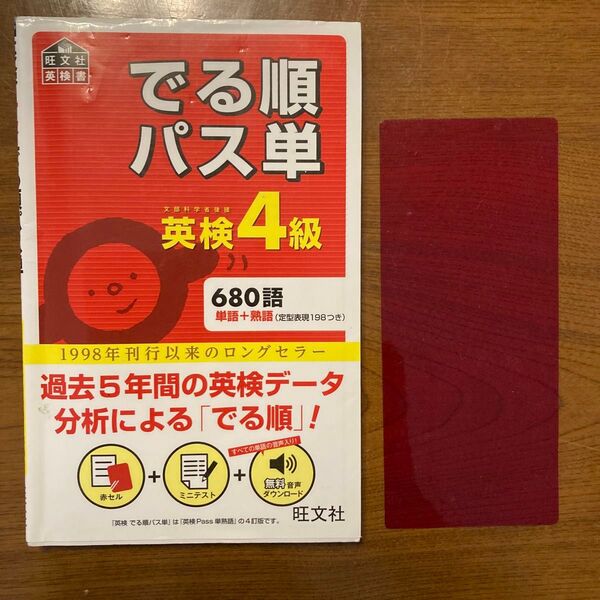 旺文社
英検書
でる順
パス単
文部科学省後援
英検4級
680語
単語+熟語(定型表現198つき)
1998年刊行以来のロングセラー
過去5年間の英検データ
分析による「でる順」!
すべての単語の音声入り!
赤セル
+
ミニテスト
+
無料音声
ダウンロード
旺文社
「英検 でる順パス単」は「英検Pass単熟語」の4訂版です。